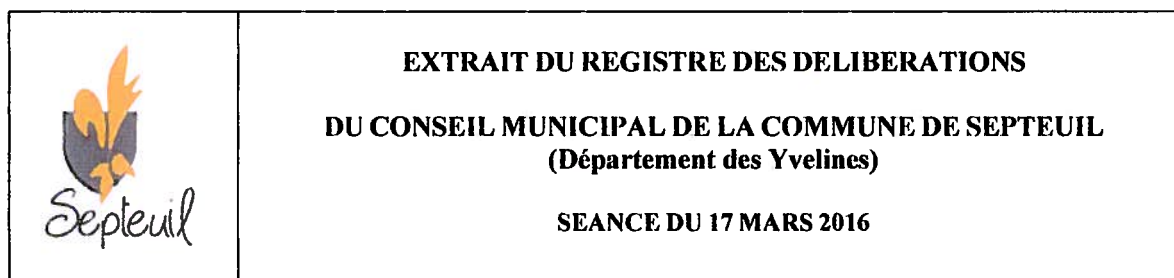 Septeuil
EXTRAIT DU REGISTRE DES DELIBERATIONS
DU CONSEIL MUNICIPAL DE LA COMMUNE DE SEPTEUIL
(Département des Yvelines)
SEANCE DU 17 MARS 2016